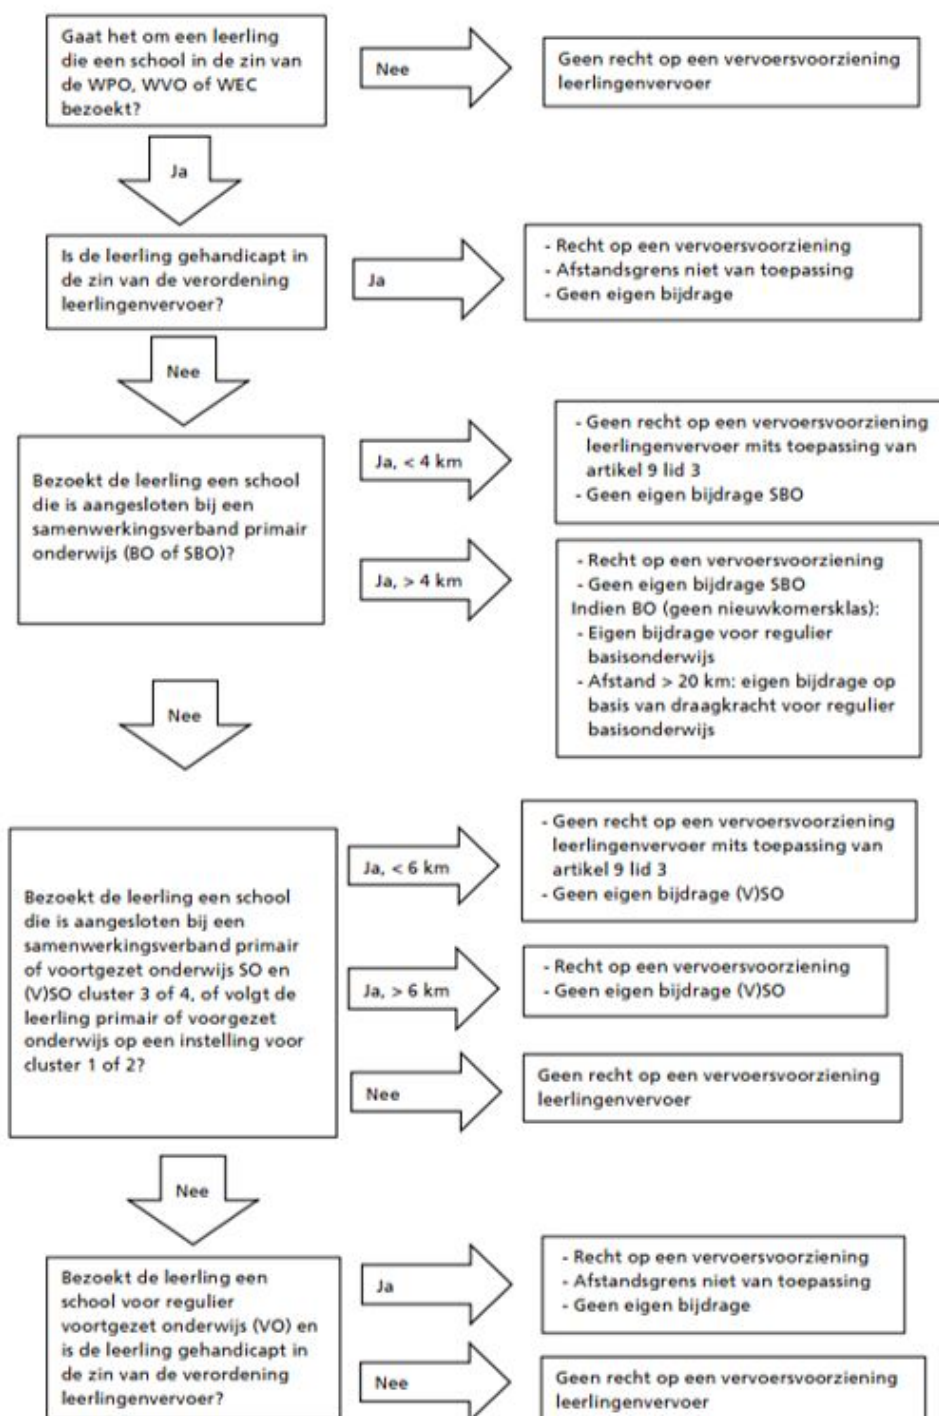 Gaat het om een leerling
die een school in de zin van
de WPO, WVO of WEC
bezoekt?
Nee
Geen recht op een vervoersvoorziening
leerlingenvervoer
Ja
Is de leerling gehandicapt in
de zin van de verordening
leerlingenvervoer?
Ja
- Recht op een vervoersvoorziening
- Afstandsgrens niet van toepassing
- Geen eigen bijdrage
Nee
Bezoekt de leerling een school
die is aangesloten bij een
samenwerkingsverband primair
onderwijs (BO of SBO)?
Ja, < 4 km
- Geen recht op een vervoersvoorziening
leerlingenvervoer mits toepassing van
artikel 9 lid 3
- Geen eigen bijdrage SBO
Ja, > 4 km
- Recht op een vervoersvoorziening
- Geen eigen bijdrage SBO
Indien BO (geen nieuwkomersklas):
- Eigen bijdrage voor regulier
basisonderwijs
- Afstand > 20 km: eigen bijdrage op
basis van draagkracht voor regulier
basisonderwijs
Nee
Bezoekt de leerling een school
die is aangesloten bij een
samenwerkingsverband primair
of voortgezet onderwijs SO en
(V)SO cluster 3 of 4, of volgt de
leerling primair of voorgezet
onderwijs op een instelling voor
cluster 1 of 2?
Ja, < 6 km
- Geen recht op een vervoersvoorziening
leerlingenvervoer mits toepassing van
artikel 9 lid 3
- Geen eigen bijdrage (V)SO
Ja, > 6 km
- Recht op een vervoersvoorziening
- Geen eigen bijdrage (V)SO
Nee
Geen recht op een vervoersvoorziening
leerlingenvervoer
Nee
Bezoekt de leerling een
school voor regulier
voortgezet onderwijs (VO) en
is de leerling gehandicapt in
de zin van de verordening
leerlingenvervoer?
Ja
- Recht op een vervoersvoorziening
- Afstandsgrens niet van toepassing
- Geen eigen bijdrage
Nee
Geen recht op een vervoersvoorziening
leerlingenvervoer